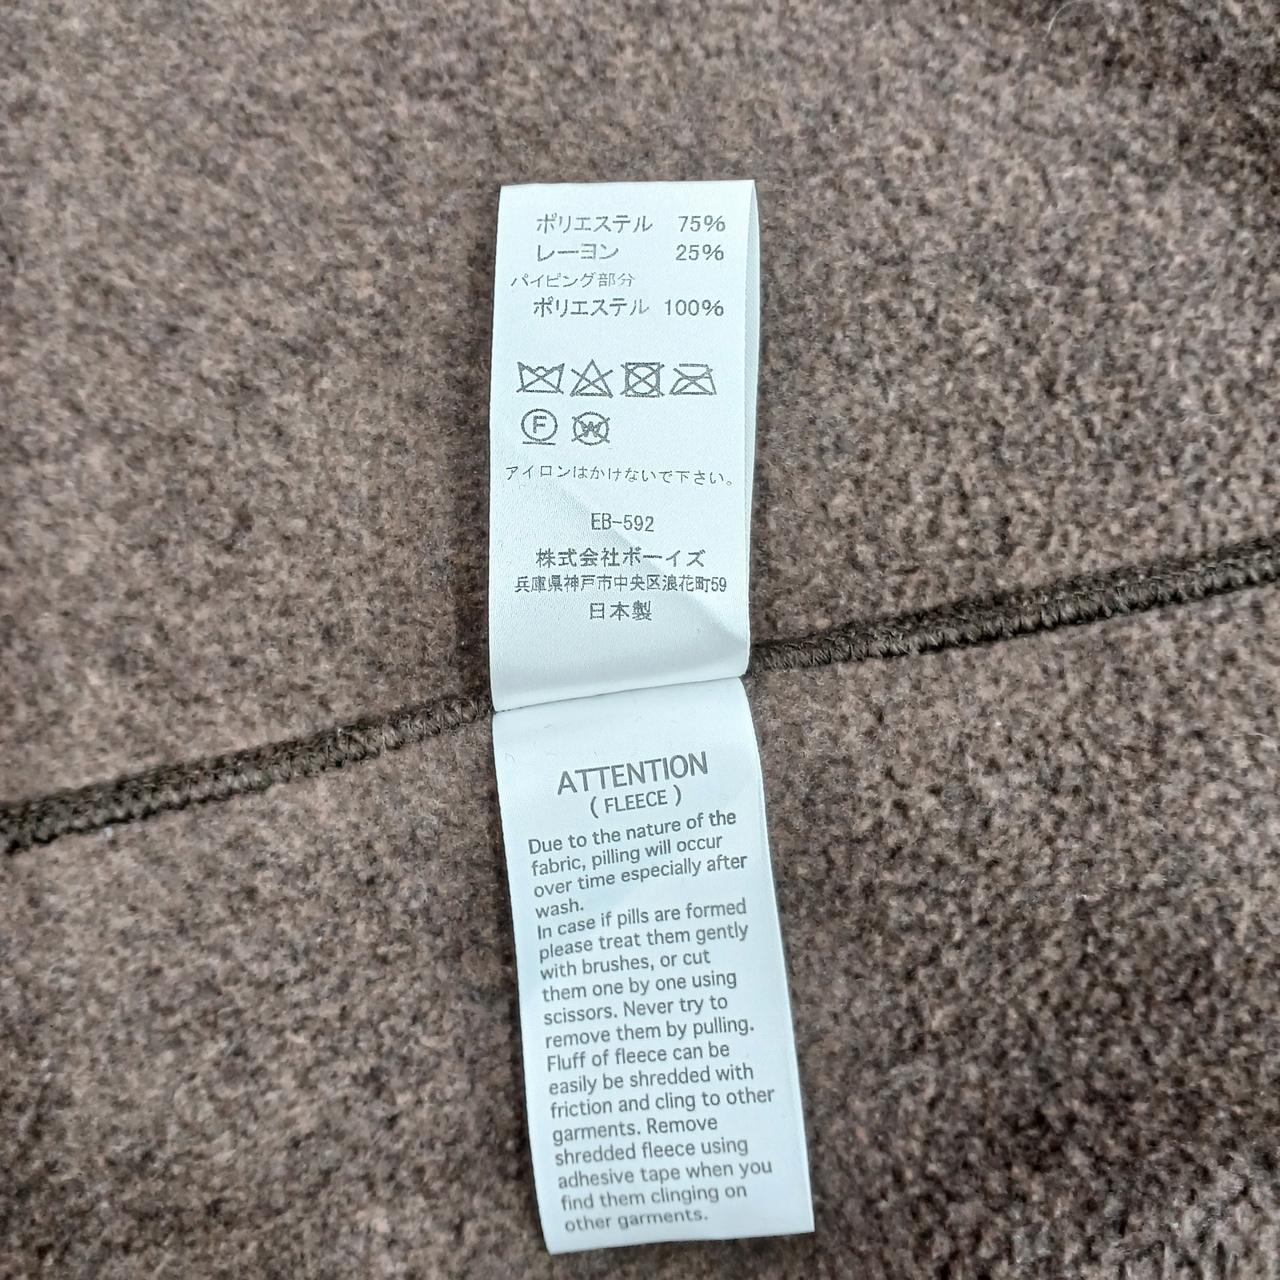 ポリエステル 75%
レーヨン 25%
パイピング部分
ポリエステル 100%
F W
アイロンはかけないで下さい。
EB-592
株式会社ボーイズ
兵庫県神戸市中央区浪花町59
日本製
ATTENTION
( FLEECE )
Due to the nature of the
fabric, pilling will occur
over time especially after
wash.
In case if pills are formed
please treat them gently
with brushes, or cut
them one by one using
scissors. Never try to
remove them by pulling.
Fluff of fleece can be
easily be shredded with
friction and cling to other
garments. Remove
shredded fleece using
adhesive tape when you
find them clinging on
other garments.